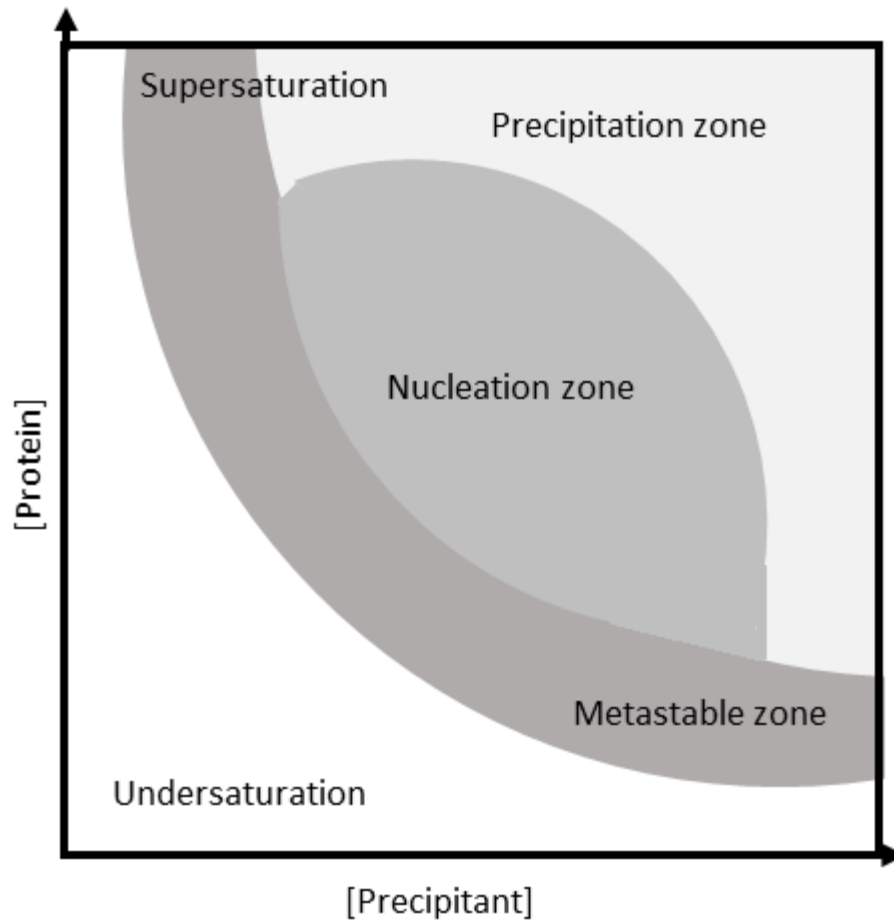 Supersaturation
Precipitation zone
Nucleation zone
[Protein]
Metastable zone
Undersaturation
[Precipitant]